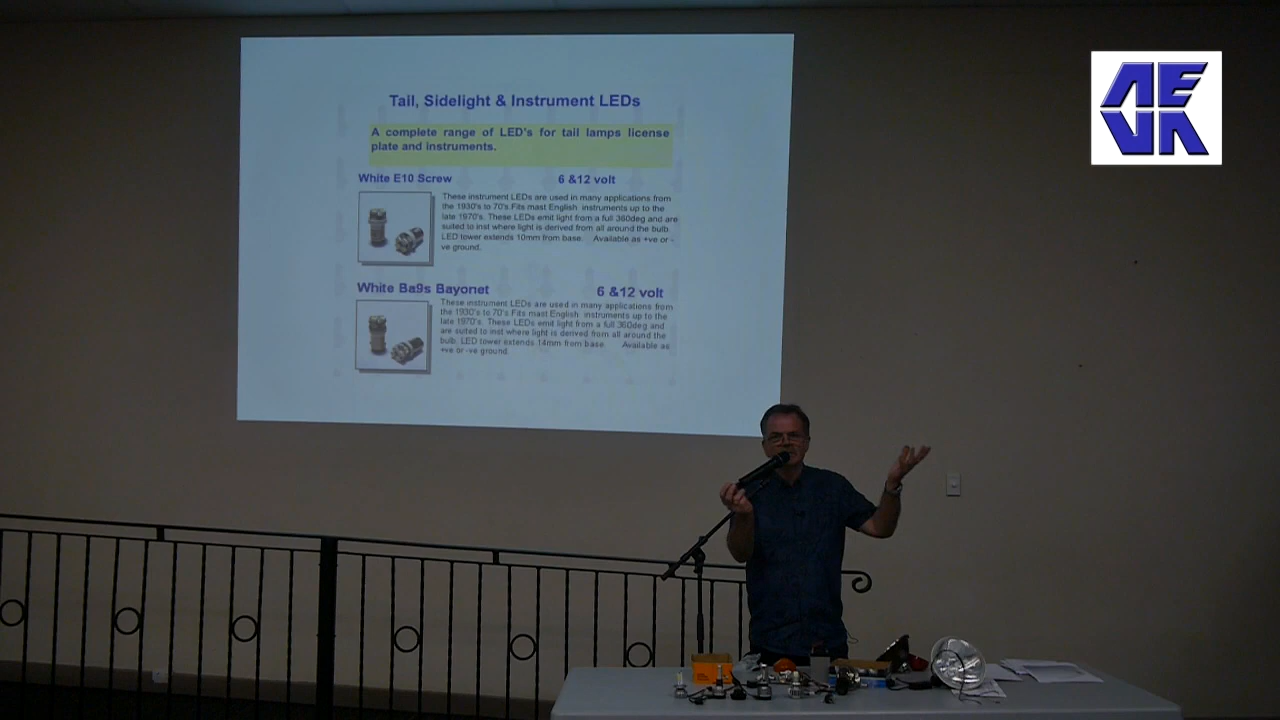 Tail, Sidelight & Instrument LEDs
A complete range of LED's for tail lamps license
plate and instruments.
White E10 Screw 6 &12 volt
These instrument LEDs are used in many applications from
the 1930's to 70's.Fits mast English instruments up to the
late 1970's. These LEDs emit light from a full 360deg and are
suited to inst where light is derived from all around the bulb.
LED tower extends 10mm from base. Available as +ve or -
ve ground.
White Ba9s Bayonet 6 &12 volt
These instrument LEDs are used in many applications from
the 1930's to 70's.Fits mast English instruments up to the
late 1970's. These LEDs emit light from a full 360deg and
are suited to inst where light is derived from all around the
bulb. LED tower extends 14mm from base. Available as
+ve or -ve ground